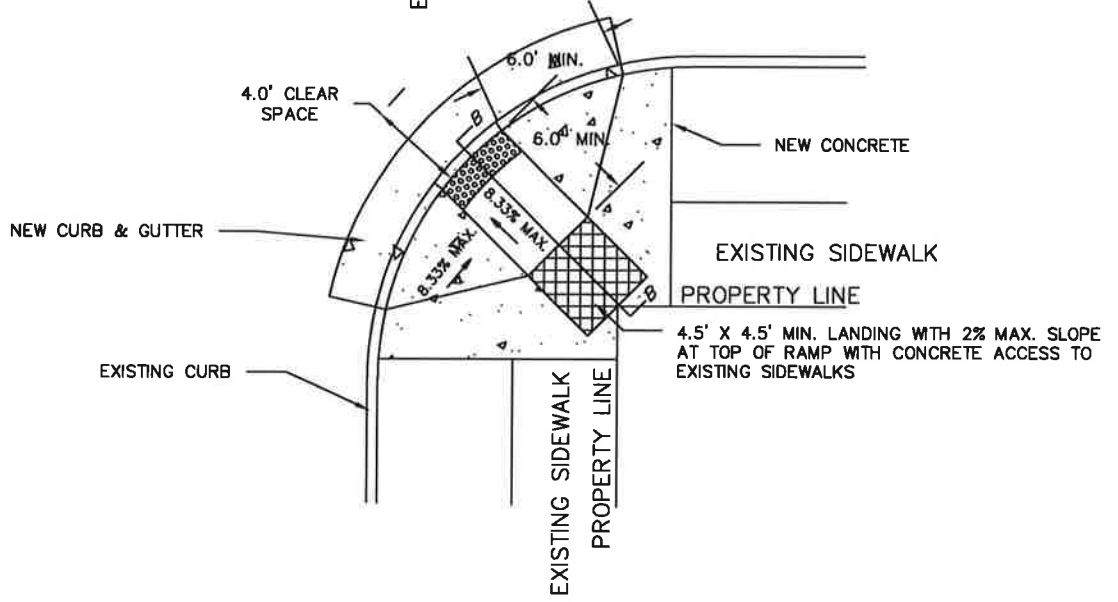 E
6.0' MIN.
4.0' CLEAR
SPACE
B
6.0' MIN.
NEW CONCRETE
8.33% MAX.
NEW CURB & GUTTER
8.33% MAX.
EXISTING SIDEWALK
B
PROPERTY LINE
4.5' X 4.5' MIN. LANDING WITH 2% MAX. SLOPE
AT TOP OF RAMP WITH CONCRETE ACCESS TO
EXISTING SIDEWALKS
EXISTING CURB
EXISTING SIDEWALK
PROPERTY LINE